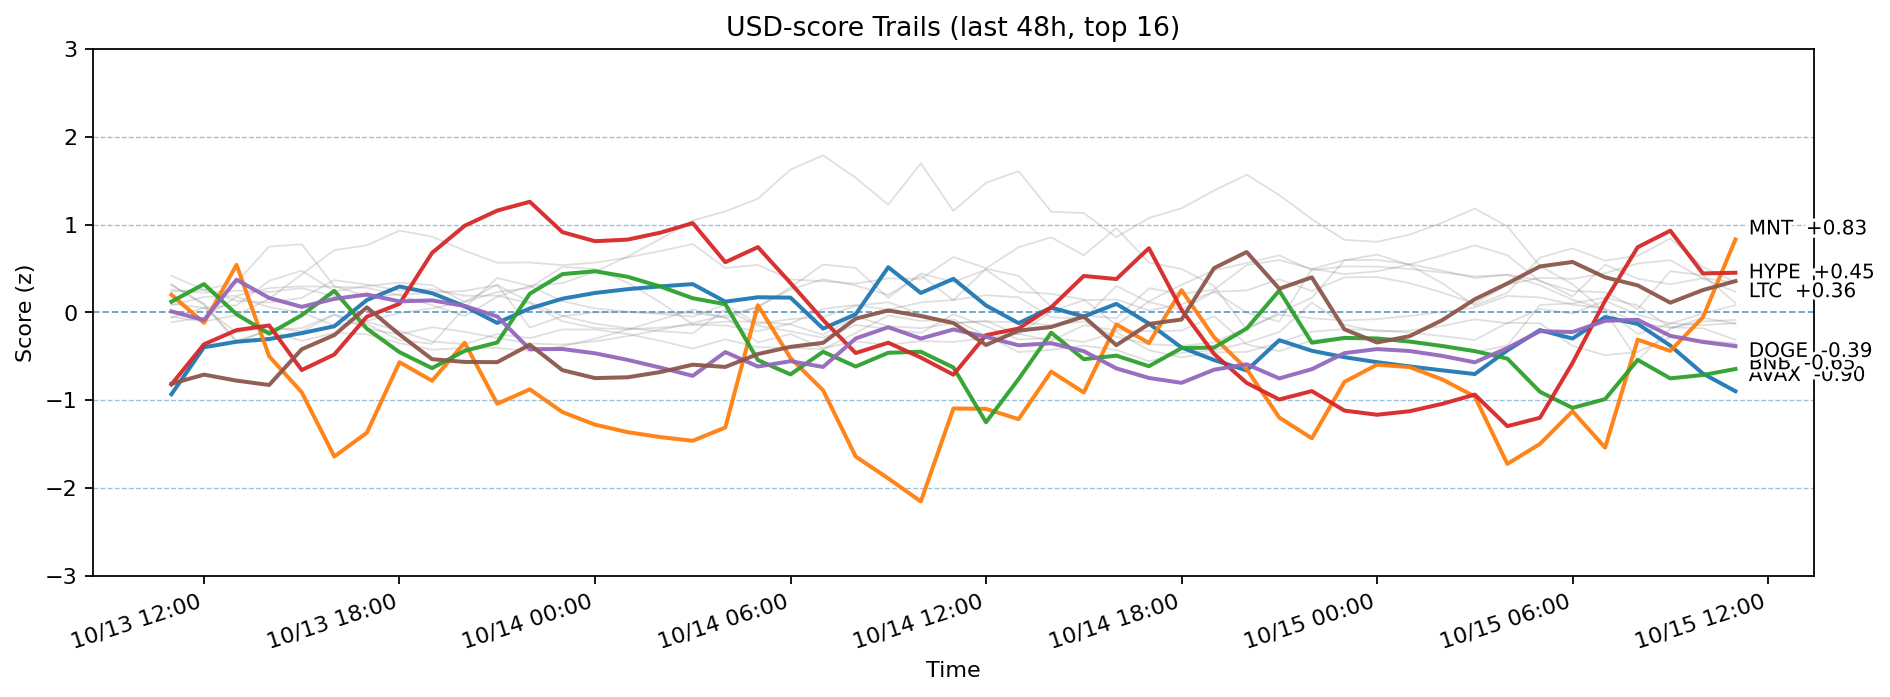 USD-score Trails (last 48h, top 16)
Score (z)
3
2
1
0
−1
−2
−3
MNT +0.83
HYPE +0.45
LTC +0.36
DOGE -0.39
BNB -0.65
AVAX -0.90
10/13 12:00
10/13 18:00
10/14 00:00
10/14 06:00
10/14 12:00
10/14 18:00
10/15 00:00
10/15 06:00
10/15 12:00
Time